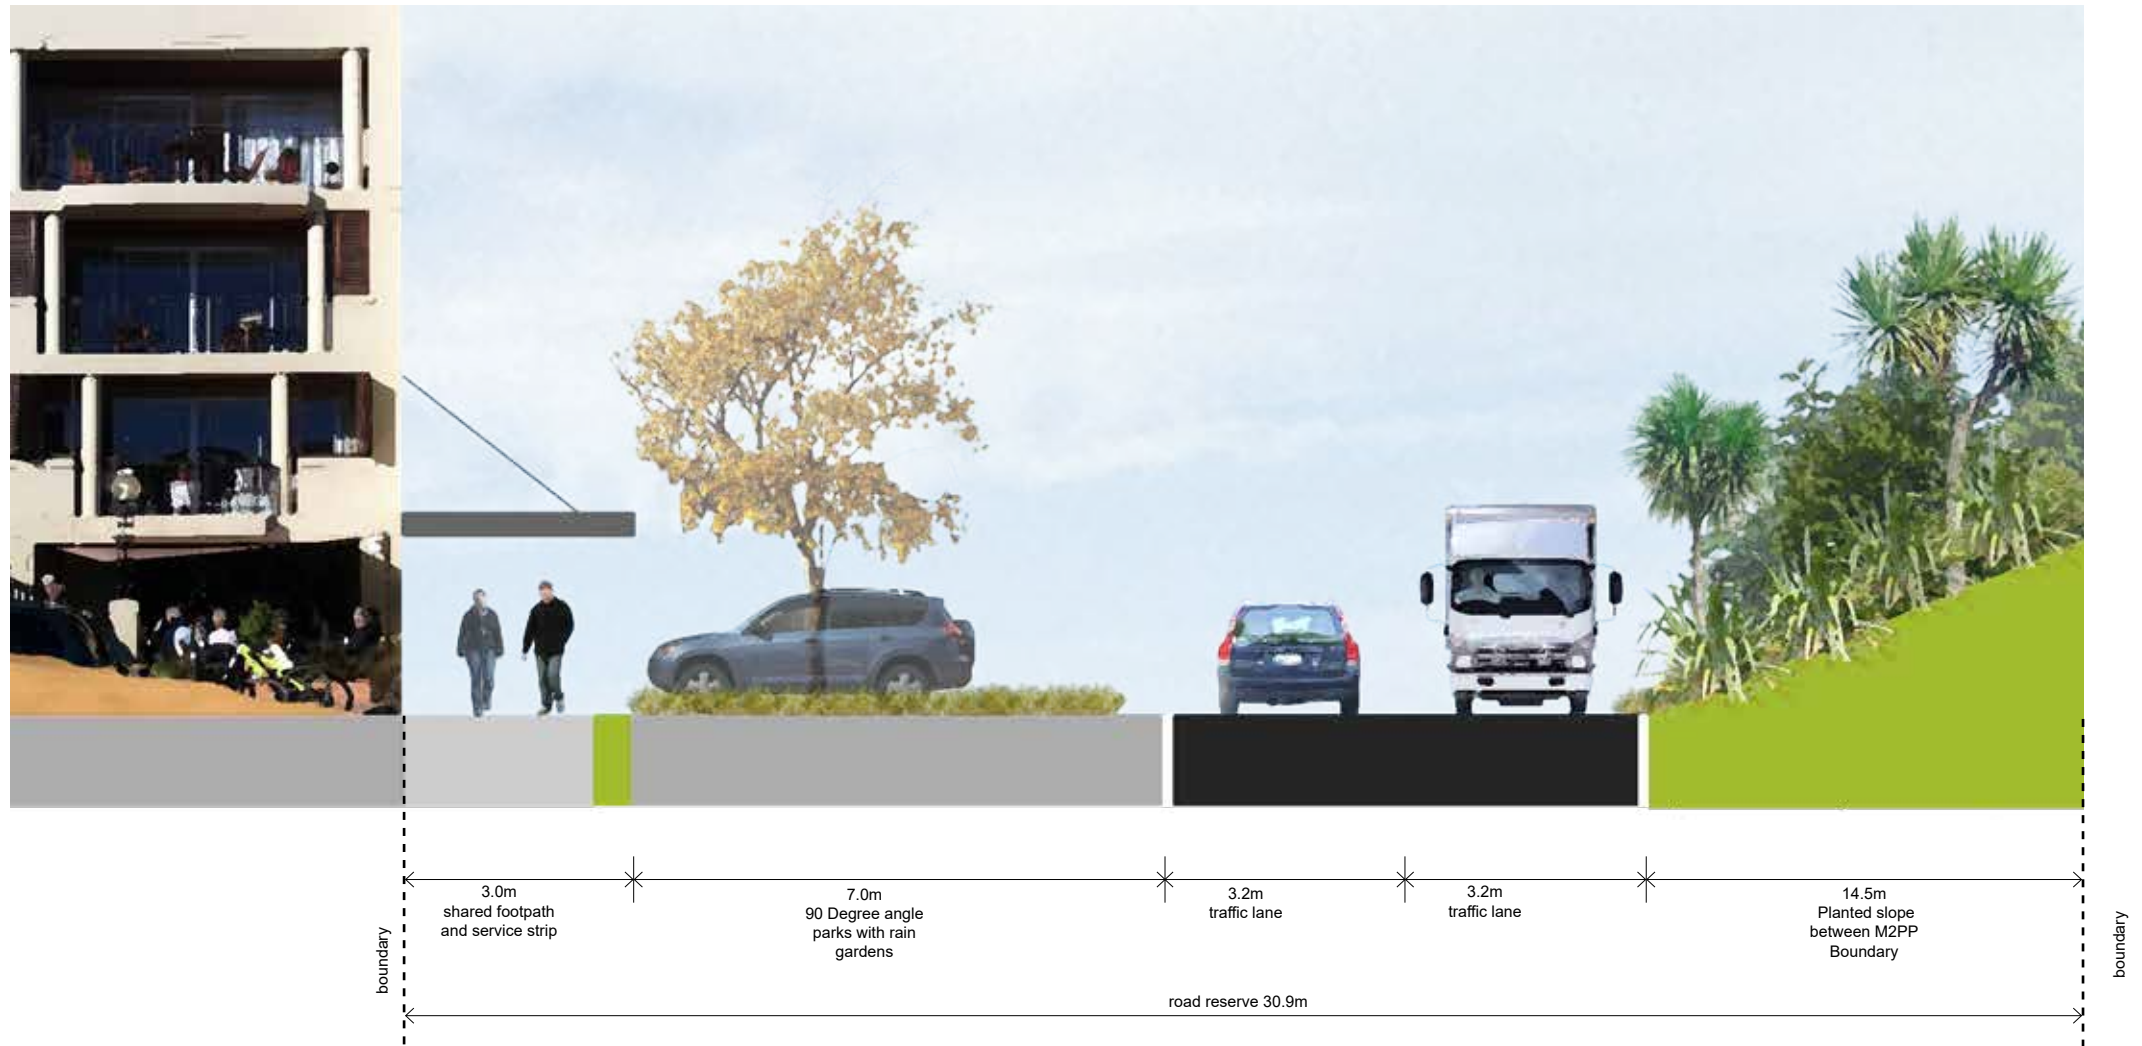 3.0m
shared footpath
and service strip
7.0m
90 Degree angle
parks with rain
gardens
3.2m
traffic lane
3.2m
traffic lane
14.5m
Planted slope
between M2PP
Boundary
boundary
boundary
road reserve 30.9m